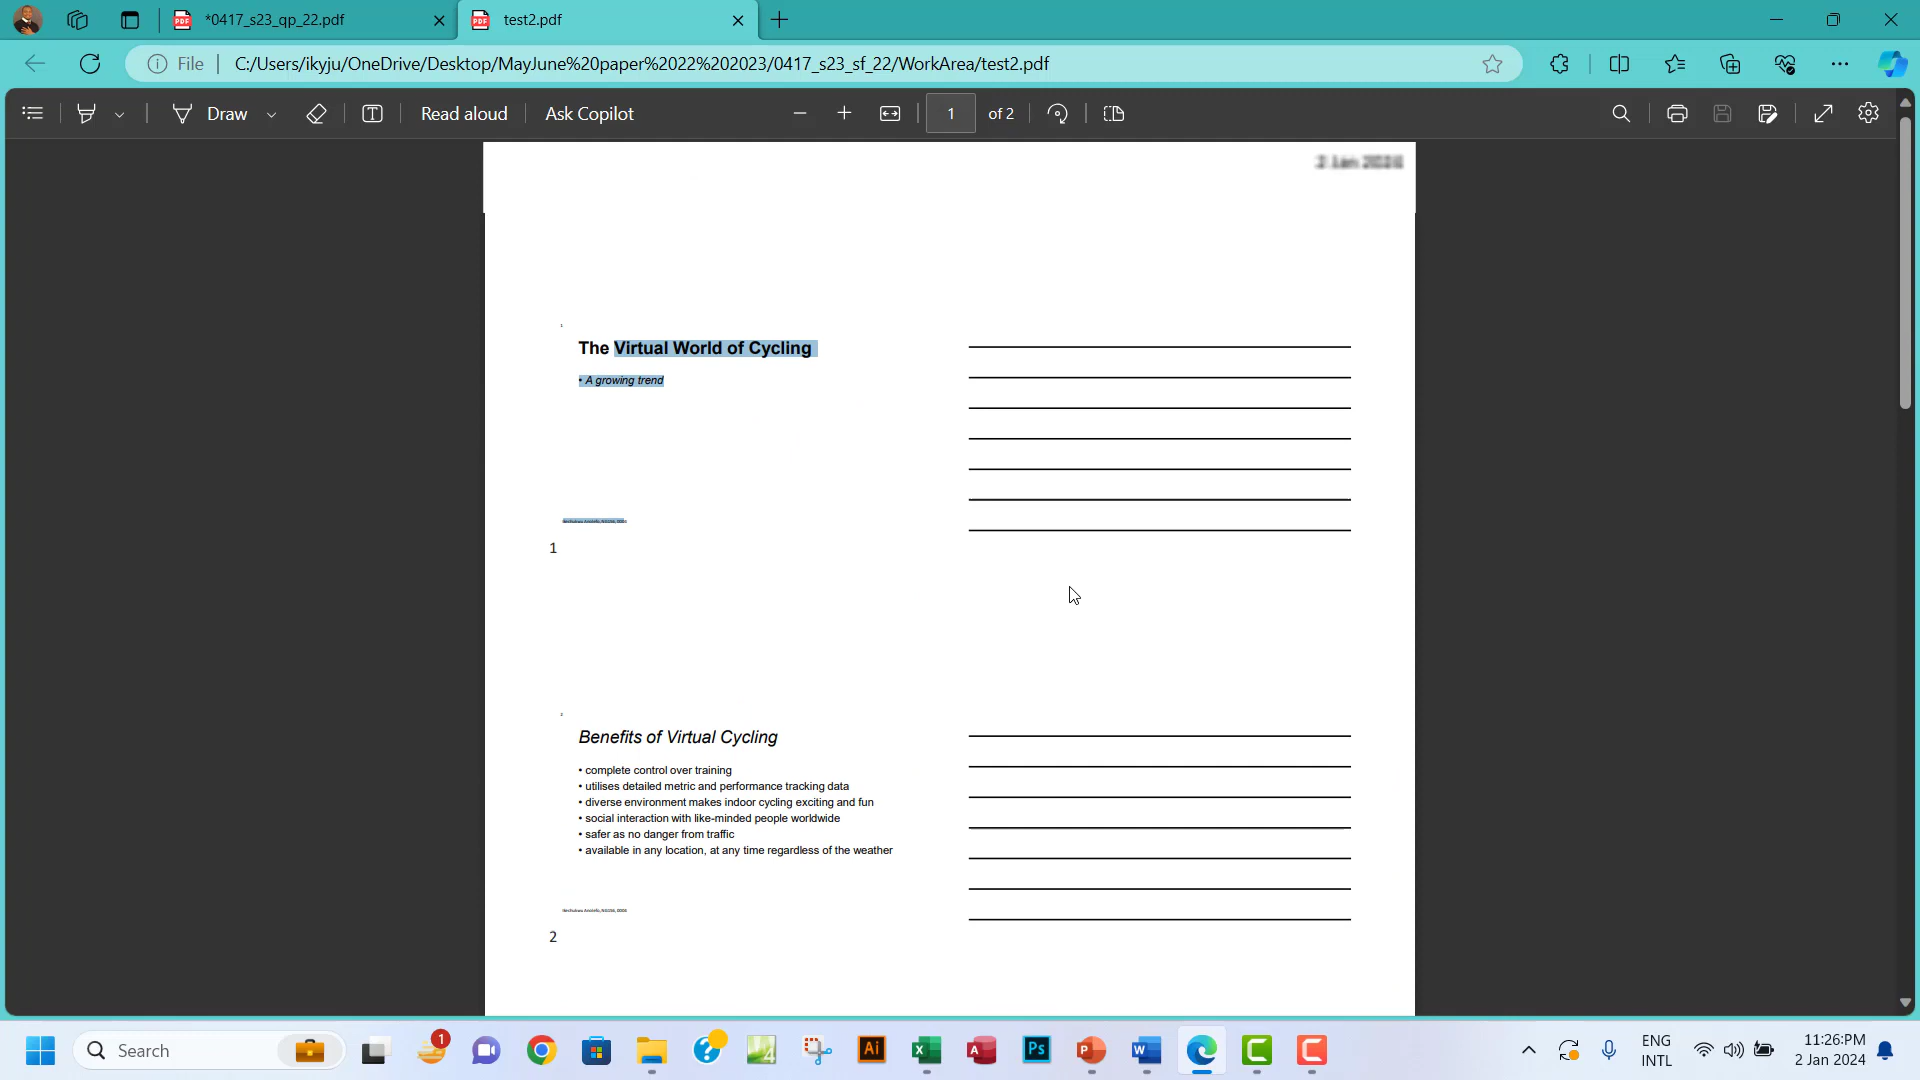 *0417_s23_qp_22.pdf
test2.pdf
File
C:/Users/ikyju/OneDrive/Desktop/MayJune%20paper%2022%202023/0417_s23_sf_22/WorkArea/test2.pdf
Draw
Read aloud
Ask Copilot
1
of 2
The Virtual World of Cycling
• A growing trend
1
Benefits of Virtual Cycling
• complete control over training
• utilises detailed metric and performance tracking data
• diverse environment makes indoor cycling exciting and fun
• social interaction with like-minded people worldwide
• safer as no danger from traffic
• available in any location, at any time regardless of the weather
2
Search
1
Ai
Ps
ENG
INTL
11:26:PM
2 Jan 2024